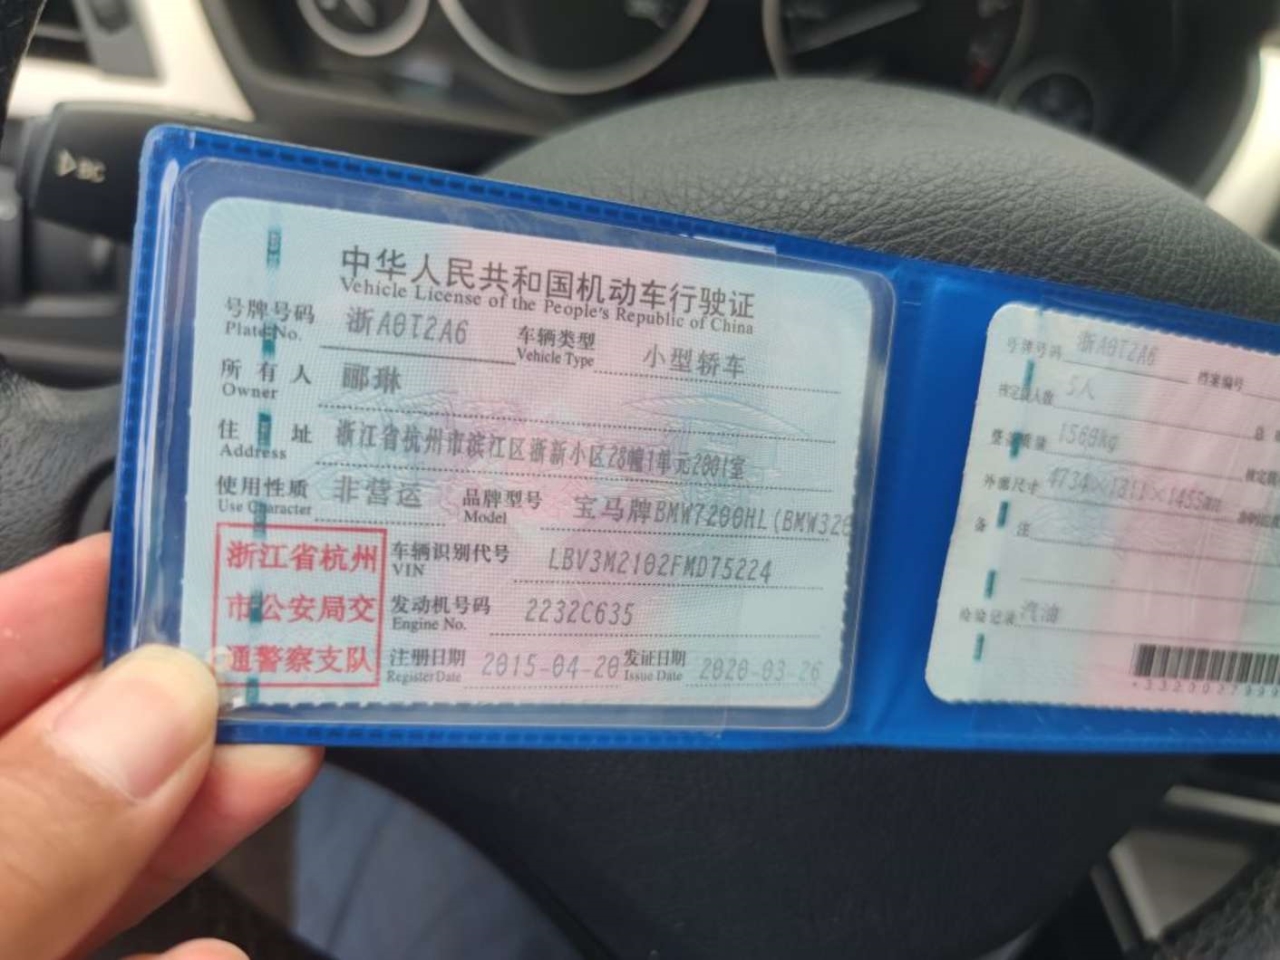 BC
中华人民共和国机动车行驶证
Vehicle License of the People's Republic of China
号牌号码 浙A0T2A6 车辆类型 小型轿车
Plate No. Vehicle Type
所有人 郦琳
Owner
住址 浙江省杭州市滨江区浙新小区28幢1单元2001室
Address
使用性质 非营运 品牌型号 宝马牌BMW7200HL(BMW320
Use Character Model
浙江省杭州
市公安局交
通警察支队
车辆识别代号 LBV3M2102FMD75224
VIN
发动机号码 2232C635
Engine No.
注册日期 2015-04-20 发证日期 2020-03-26
Register Date Issue Date
号牌号码 浙A0T2A6 档案编号
核定载人数 5人
整备质量 1569kg
外廓尺寸
备注
检验记录 汽油